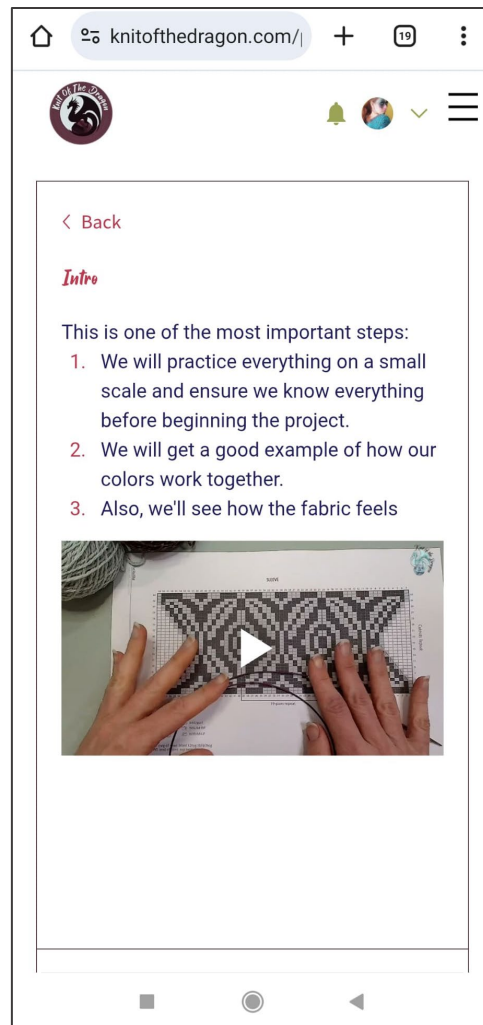 knitofthedragon.com/
19
Knit Of The Dragon
Back
Intro
This is one of the most important steps:
1. We will practice everything on a small
scale and ensure we know everything
before beginning the project.
2. We will get a good example of how our
colors work together.
3. Also, we'll see how the fabric feels